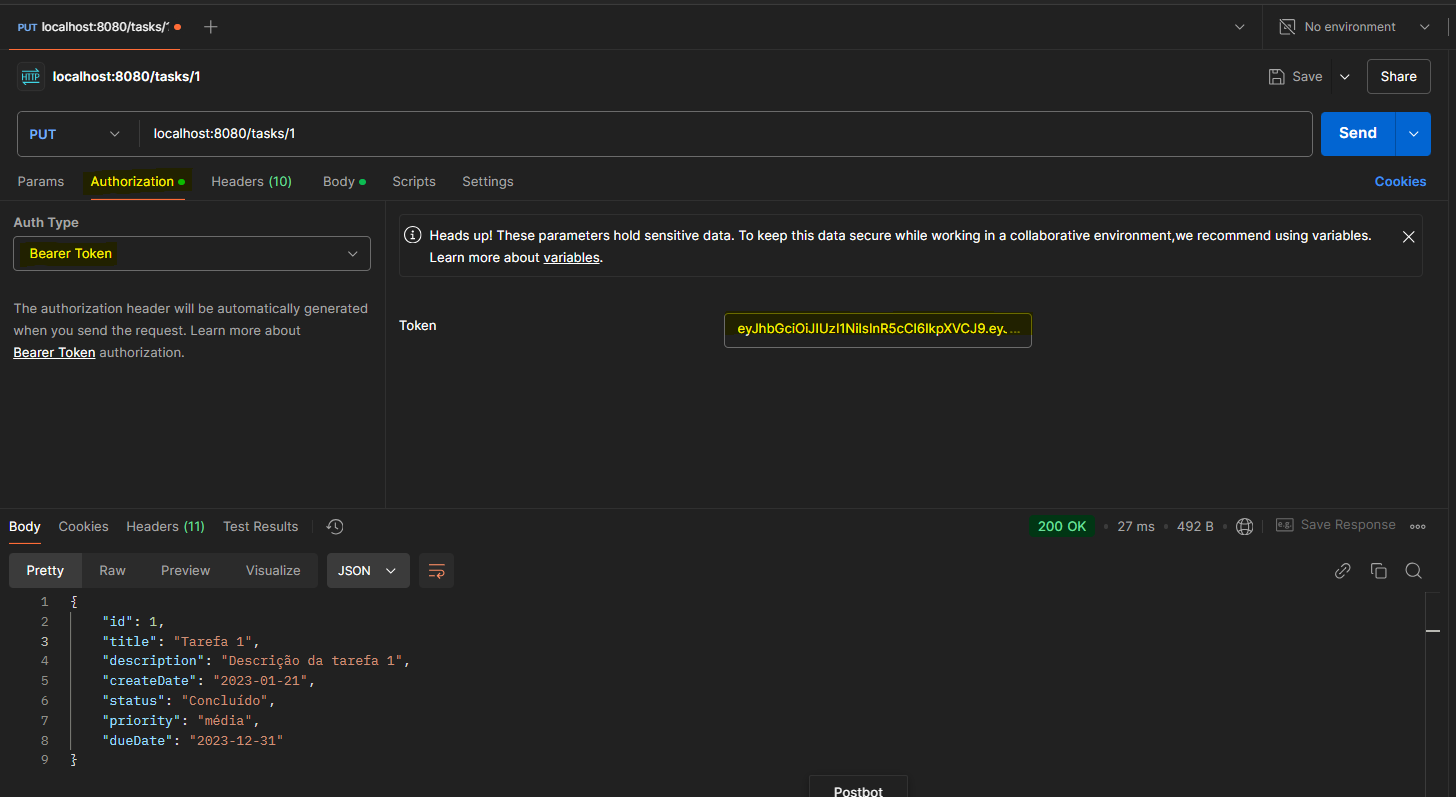 PUT localhost:8080/tasks/1
No environment
HTTP localhost:8080/tasks/1
Save
Share
PUT
localhost:8080/tasks/1
Send
Params
Authorization
Headers (10)
Body
Scripts
Settings
Cookies
Auth Type
Bearer Token
The authorization header will be automatically generated
when you send the request. Learn more about
Bearer Token authorization.
Heads up! These parameters hold sensitive data. To keep this data secure while working in a collaborative environment,we recommend using variables.
Learn more about variables.
Token
eyJhbGciOiJIUzI1NiIsInR5cCI6IkpXVCJ9.eyJ...
Body
Cookies
Headers (11)
Test Results
200 OK
27 ms
492 B
e.g. Save Response
Pretty
Raw
Preview
Visualize
JSON
1 {
2 "id": 1,
3 "title": "Tarefa 1",
4 "description": "Descrição da tarefa 1",
5 "createDate": "2023-01-21",
6 "status": "Concluído",
7 "priority": "média",
8 "dueDate": "2023-12-31"
9 }
Postbot